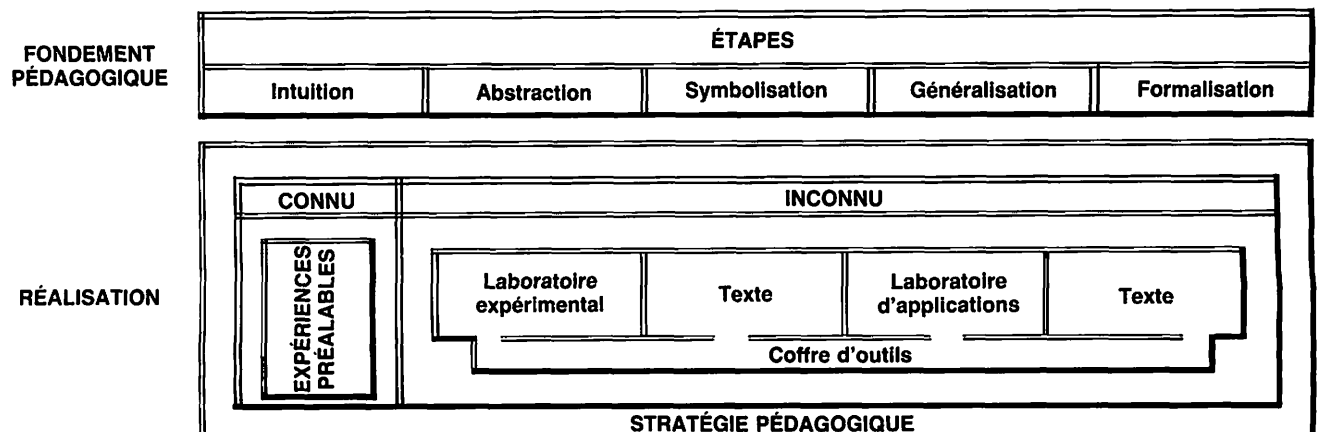 FONDEMENT
PÉDAGOGIQUE
ÉTAPES
Intuition
Abstraction
Symbolisation
Généralisation
Formalisation
RÉALISATION
CONNU
INCONNU
EXPÉRIENCES
PRÉALABLES
Laboratoire
expérimental
Texte
Laboratoire
d'applications
Texte
Coffre d'outils
STRATÉGIE PÉDAGOGIQUE